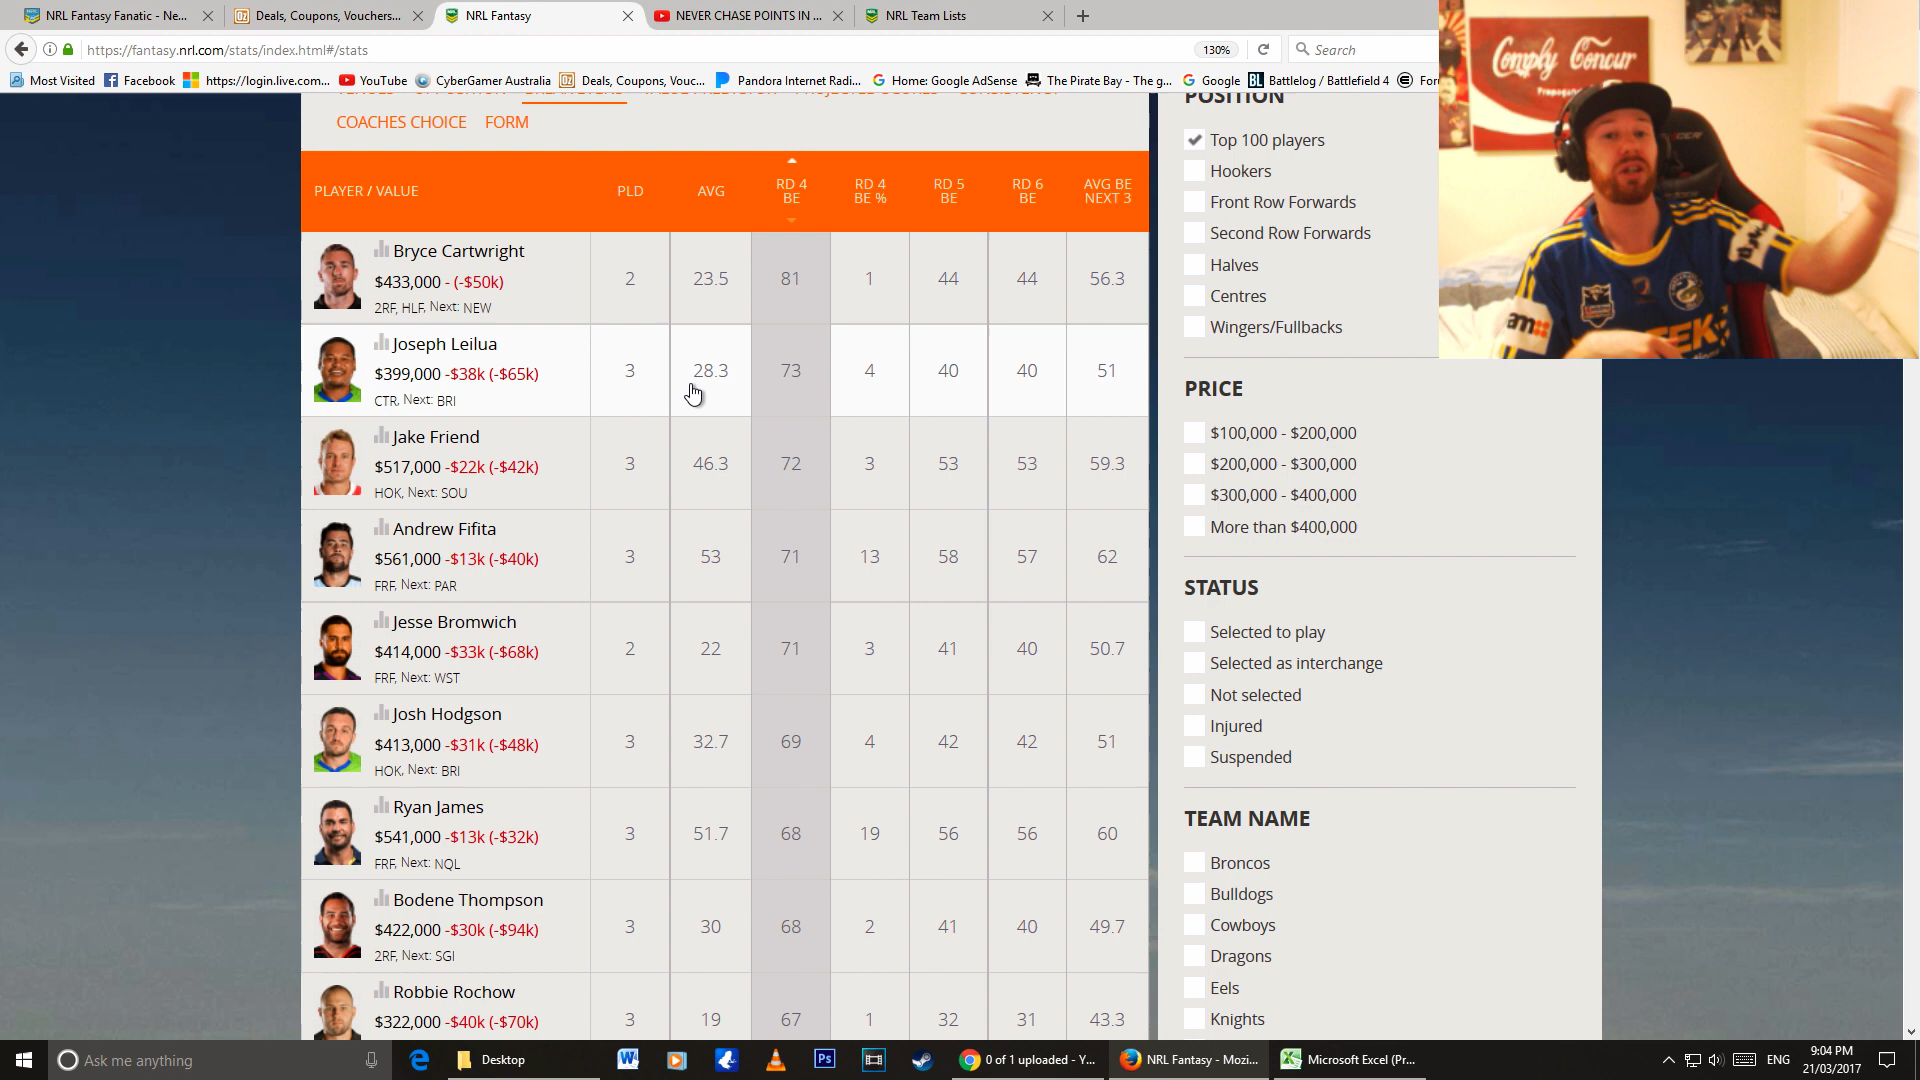 NRL Fantasy Fanatic - Ne...
Deals, Coupons, Vouchers...
NRL Fantasy
NEVER CHASE POINTS IN ...
NRL Team Lists
https://fantasy.nrl.com/stats/index.html#/stats
130%
Search
Most Visited
Facebook
https://login.live.com...
YouTube
CyberGamer Australia
Deals, Coupons, Vouc...
Pandora Internet Radi...
Home: Google AdSense
The Pirate Bay - The g...
Google
Battlelog / Battlefield 4
For
COACHES CHOICE FORM
PLAYER / VALUE PLD AVG RD 4 BE RD 4 BE % RD 5 BE RD 6 BE AVG BE NEXT 3
Bryce Cartwright
$433,000 - (-$50k) 2 23.5 81 1 44 44 56.3
2RF, HLF, Next: NEW
Joseph Leilua
$399,000 -$38k (-$65k) 3 28.3 73 4 40 40 51
CTR, Next: BRI
Jake Friend
$517,000 -$22k (-$42k) 3 46.3 72 3 53 53 59.3
HOK, Next: SOU
Andrew Fifita
$561,000 -$13k (-$40k) 3 53 71 13 58 57 62
FRF, Next: PAR
Jesse Bromwich
$414,000 -$33k (-$68k) 2 22 71 3 41 40 50.7
FRF, Next: WST
Josh Hodgson
$413,000 -$31k (-$48k) 3 32.7 69 4 42 42 51
HOK, Next: BRI
Ryan James
$541,000 -$13k (-$32k) 3 51.7 68 19 56 56 60
FRF, Next: NQL
Bodene Thompson
$422,000 -$30k (-$94k) 3 30 68 2 41 40 49.7
2RF, Next: SGI
Robbie Rochow
$322,000 -$40k (-$70k) 3 19 67 1 32 31 43.3
POSITION
Top 100 players
Hookers
Front Row Forwards
Second Row Forwards
Halves
Centres
Wingers/Fullbacks
PRICE
$100,000 - $200,000
$200,000 - $300,000
$300,000 - $400,000
More than $400,000
STATUS
Selected to play
Selected as interchange
Not selected
Injured
Suspended
TEAM NAME
Broncos
Bulldogs
Cowboys
Dragons
Eels
Knights
Comply Concur
Ask me anything
Desktop
0 of 1 uploaded - Y...
NRL Fantasy - Mozi...
Microsoft Excel (Pr...
ENG
9:04 PM
21/03/2017